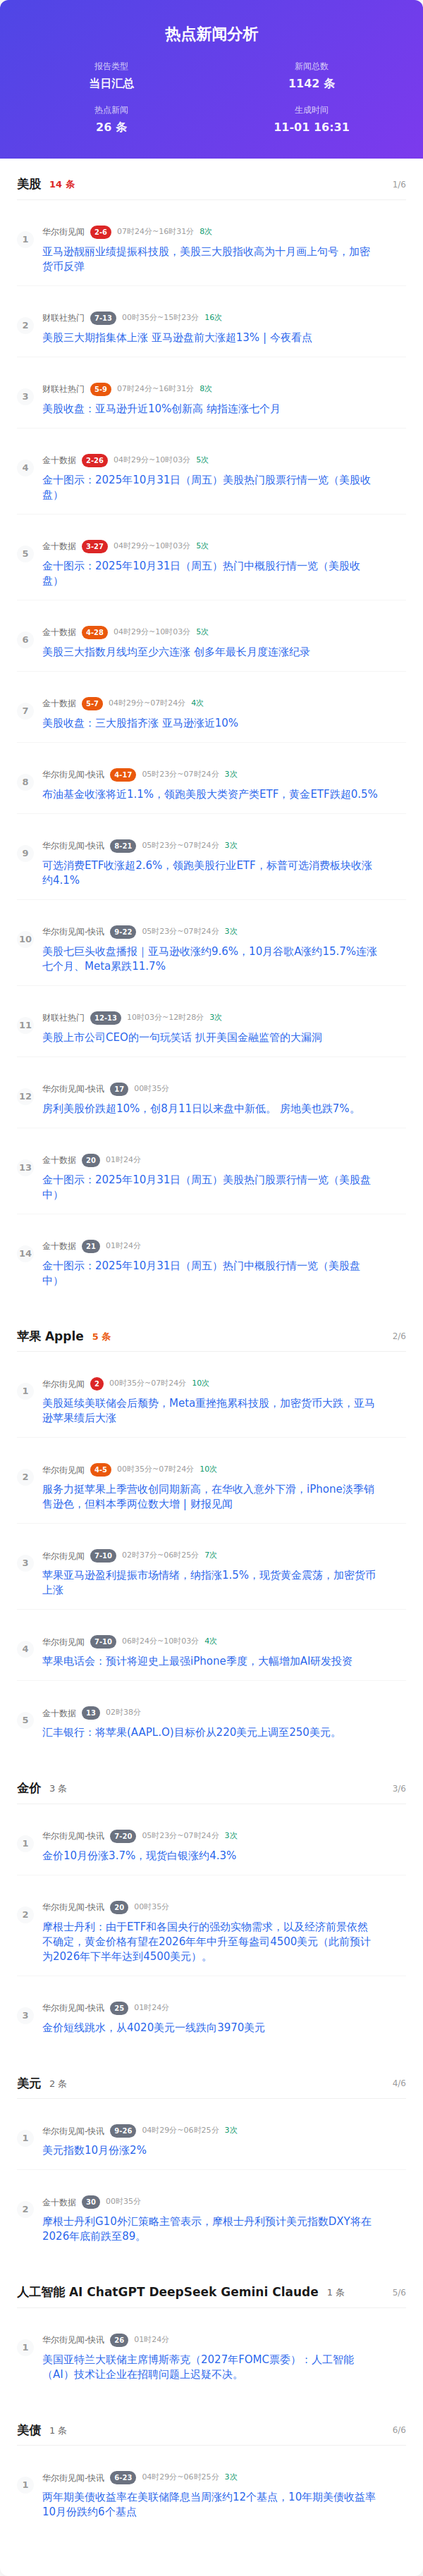 热点新闻分析
报告类型
新闻总数
当日汇总
1142 条
热点新闻
生成时间
26 条
11-01 16:31
美股 14 条 1/6
1
华尔街见闻 2-6 07时24分~16时31分 8次
亚马逊靓丽业绩提振科技股，美股三大股指收高为十月画上句号，加密
货币反弹
2
财联社热门 7-13 00时35分~15时23分 16次
美股三大期指集体上涨 亚马逊盘前大涨超13% | 今夜看点
3
财联社热门 5-9 07时24分~16时31分 8次
美股收盘：亚马逊升近10%创新高 纳指连涨七个月
4
金十数据 2-26 04时29分~10时03分 5次
金十图示：2025年10月31日（周五）美股热门股票行情一览（美股收
盘）
5
金十数据 3-27 04时29分~10时03分 5次
金十图示：2025年10月31日（周五）热门中概股行情一览（美股收
盘）
6
金十数据 4-28 04时29分~10时03分 5次
美股三大指数月线均至少六连涨 创多年最长月度连涨纪录
7
金十数据 5-7 04时29分~07时24分 4次
美股收盘：三大股指齐涨 亚马逊涨近10%
8
华尔街见闻-快讯 4-17 05时23分~07时24分 3次
布油基金收涨将近1.1%，领跑美股大类资产类ETF，黄金ETF跌超0.5%
9
华尔街见闻-快讯 8-21 05时23分~07时24分 3次
可选消费ETF收涨超2.6%，领跑美股行业ETF，标普可选消费板块收涨
约4.1%
10
华尔街见闻-快讯 9-22 05时23分~07时24分 3次
美股七巨头收盘播报｜亚马逊收涨约9.6%，10月谷歌A涨约15.7%连涨
七个月、Meta累跌11.7%
11
财联社热门 12-13 10时03分~12时28分 3次
美股上市公司CEO的一句玩笑话 扒开美国金融监管的大漏洞
12
华尔街见闻-快讯 17 00时35分
房利美股价跌超10%，创8月11日以来盘中新低。 房地美也跌7%。
13
金十数据 20 01时24分
金十图示：2025年10月31日（周五）美股热门股票行情一览（美股盘
中）
14
金十数据 21 01时24分
金十图示：2025年10月31日（周五）热门中概股行情一览（美股盘
中）
苹果 Apple 5 条 2/6
1
华尔街见闻 2 00时35分~07时24分 10次
美股延续美联储会后颓势，Meta重挫拖累科技股，加密货币大跌，亚马
逊苹果绩后大涨
2
华尔街见闻 4-5 00时35分~07时24分 10次
服务力挺苹果上季营收创同期新高，在华收入意外下滑，iPhone淡季销
售逊色，但料本季两位数大增 | 财报见闻
3
华尔街见闻 7-10 02时37分~06时25分 7次
苹果亚马逊盈利提振市场情绪，纳指涨1.5%，现货黄金震荡，加密货币
上涨
4
华尔街见闻 7-10 06时24分~10时03分 4次
苹果电话会：预计将迎史上最强iPhone季度，大幅增加AI研发投资
5
金十数据 13 02时38分
汇丰银行：将苹果(AAPL.O)目标价从220美元上调至250美元。
金价 3 条 3/6
1
华尔街见闻-快讯 7-20 05时23分~07时24分 3次
金价10月份涨3.7%，现货白银涨约4.3%
2
华尔街见闻-快讯 20 00时35分
摩根士丹利：由于ETF和各国央行的强劲实物需求，以及经济前景依然
不确定，黄金价格有望在2026年年中升至每盎司4500美元（此前预计
为2026年下半年达到4500美元）。
3
华尔街见闻-快讯 25 01时24分
金价短线跳水，从4020美元一线跌向3970美元
美元 2 条 4/6
1
华尔街见闻-快讯 9-26 04时29分~06时25分 3次
美元指数10月份涨2%
2
金十数据 30 00时35分
摩根士丹利G10外汇策略主管表示，摩根士丹利预计美元指数DXY将在
2026年底前跌至89。
人工智能 AI ChatGPT DeepSeek Gemini Claude 1 条 5/6
1
华尔街见闻-快讯 26 01时24分
美国亚特兰大联储主席博斯蒂克（2027年FOMC票委）：人工智能
（AI）技术让企业在招聘问题上迟疑不决。
美债 1 条 6/6
1
华尔街见闻-快讯 6-23 04时29分~06时25分 3次
两年期美债收益率在美联储降息当周涨约12个基点，10年期美债收益率
10月份跌约6个基点